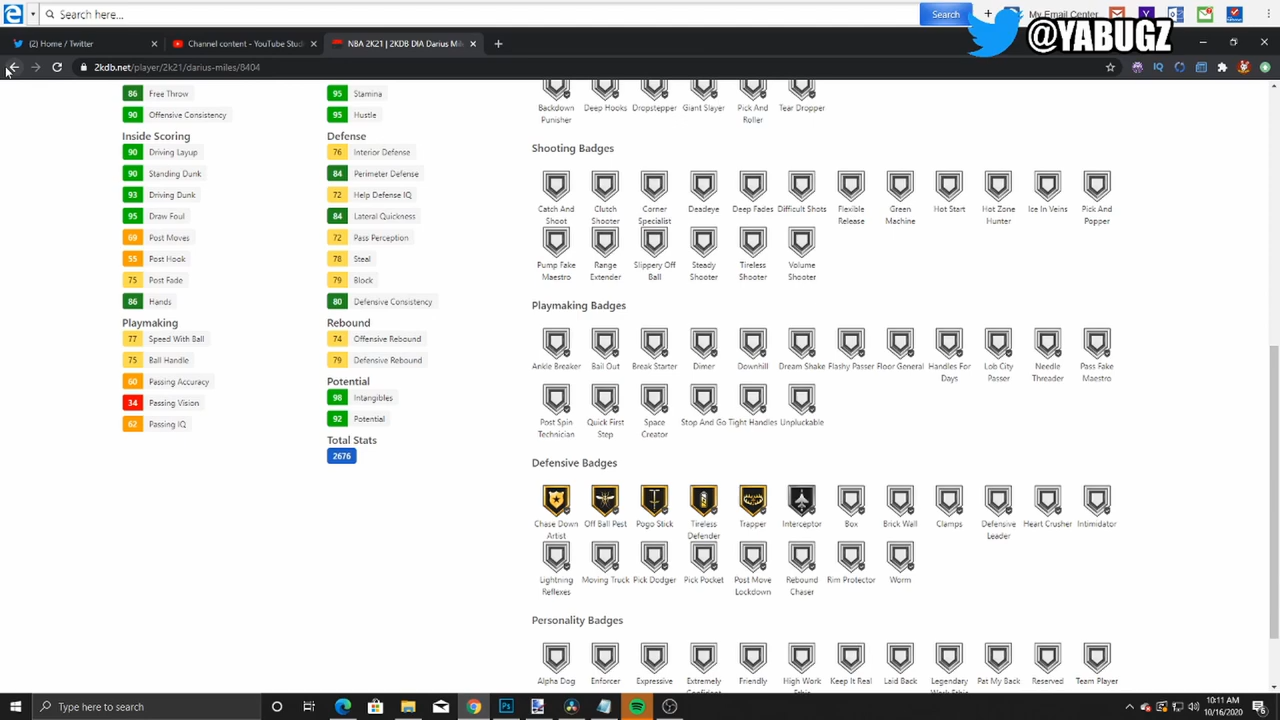 Search here...
Search
My Email Center
@YABUGZ
(2) Home / Twitter
Channel content - YouTube Studi
NBA 2K21 | 2KDB DIA Darius Mil
2kdb.net/player/2k21/darius-miles/8404
86 Free Throw
90 Offensive Consistency
Inside Scoring
90 Driving Layup
90 Standing Dunk
93 Driving Dunk
95 Draw Foul
69 Post Moves
55 Post Hook
75 Post Fade
86 Hands
Playmaking
77 Speed With Ball
75 Ball Handle
60 Passing Accuracy
34 Passing Vision
62 Passing IQ
95 Stamina
95 Hustle
Defense
76 Interior Defense
84 Perimeter Defense
72 Help Defense IQ
84 Lateral Quickness
72 Pass Perception
78 Steal
79 Block
80 Defensive Consistency
Rebound
74 Offensive Rebound
79 Defensive Rebound
Potential
98 Intangibles
92 Potential
Total Stats
2676
Backdown Punisher
Deep Hooks
Dropstepper
Giant Slayer
Pick And Roller
Tear Dropper
Shooting Badges
Catch And Shoot
Clutch Shooter
Corner Specialist
Deadeye
Deep Fades
Difficult Shots
Flexible Release
Green Machine
Hot Start
Hot Zone Hunter
Ice In Veins
Pick And Popper
Pump Fake Maestro
Range Extender
Slippery Off Ball
Steady Shooter
Tireless Shooter
Volume Shooter
Playmaking Badges
Ankle Breaker
Bail Out
Break Starter
Dimer
Downhill
Dream Shake
Flashy Passer
Floor General
Handles For Days
Lob City Passer
Needle Threader
Pass Fake Maestro
Post Spin Technician
Quick First Step
Space Creator
Stop And Go
Tight Handles
Unpluckable
Defensive Badges
Chase Down Artist
Off Ball Pest
Pogo Stick
Tireless Defender
Trapper
Interceptor
Box
Brick Wall
Clamps
Defensive Leader
Heart Crusher
Intimidator
Lightning Reflexes
Moving Truck
Pick Dodger
Pick Pocket
Post Move Lockdown
Rebound Chaser
Rim Protector
Worm
Personality Badges
Alpha Dog
Enforcer
Expressive
Extremely Confident
Friendly
High Work Ethic
Keep It Real
Laid Back
Legendary Work Ethic
Pat My Back
Reserved
Team Player
Type here to search
10:11 AM
10/16/2020